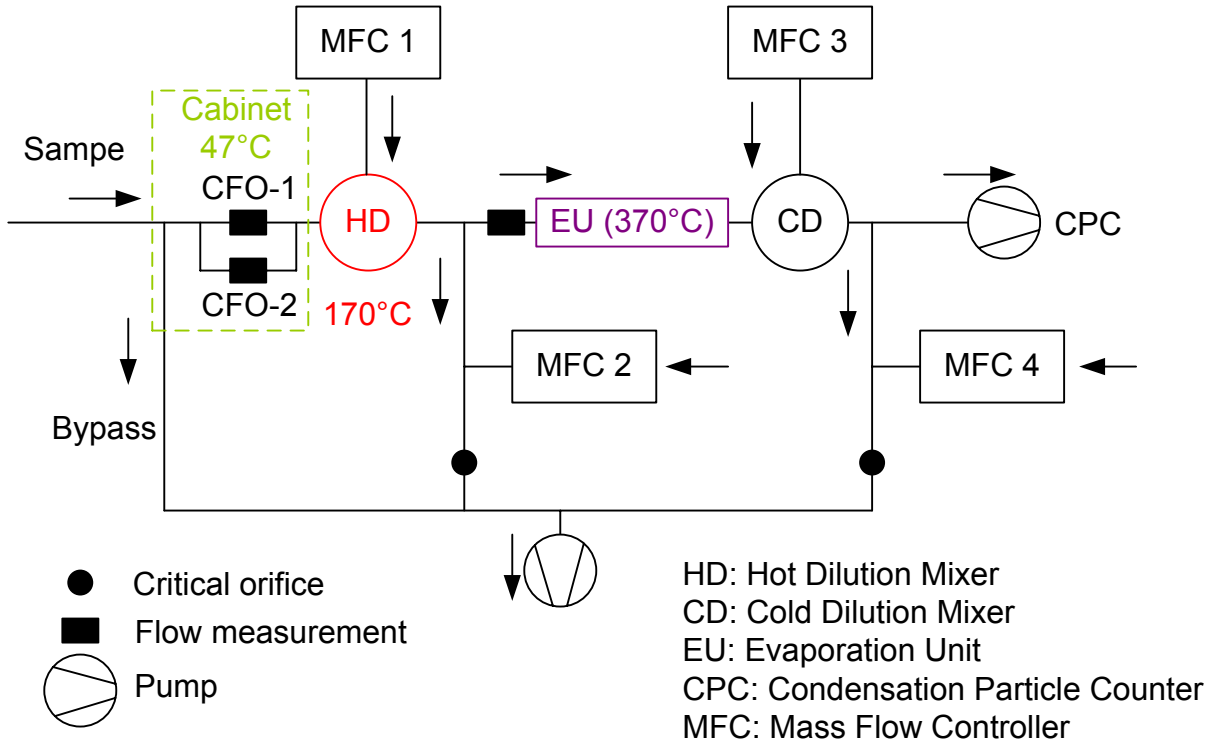 MFC 1
MFC 3
Cabinet
47°C
Sampe
CFO-1
HD
EU (370°C)
CD
CPC
CFO-2
170°C
MFC 2
MFC 4
Bypass
Critical orifice
Flow measurement
Pump
HD: Hot Dilution Mixer
CD: Cold Dilution Mixer
EU: Evaporation Unit
CPC: Condensation Particle Counter
MFC: Mass Flow Controller